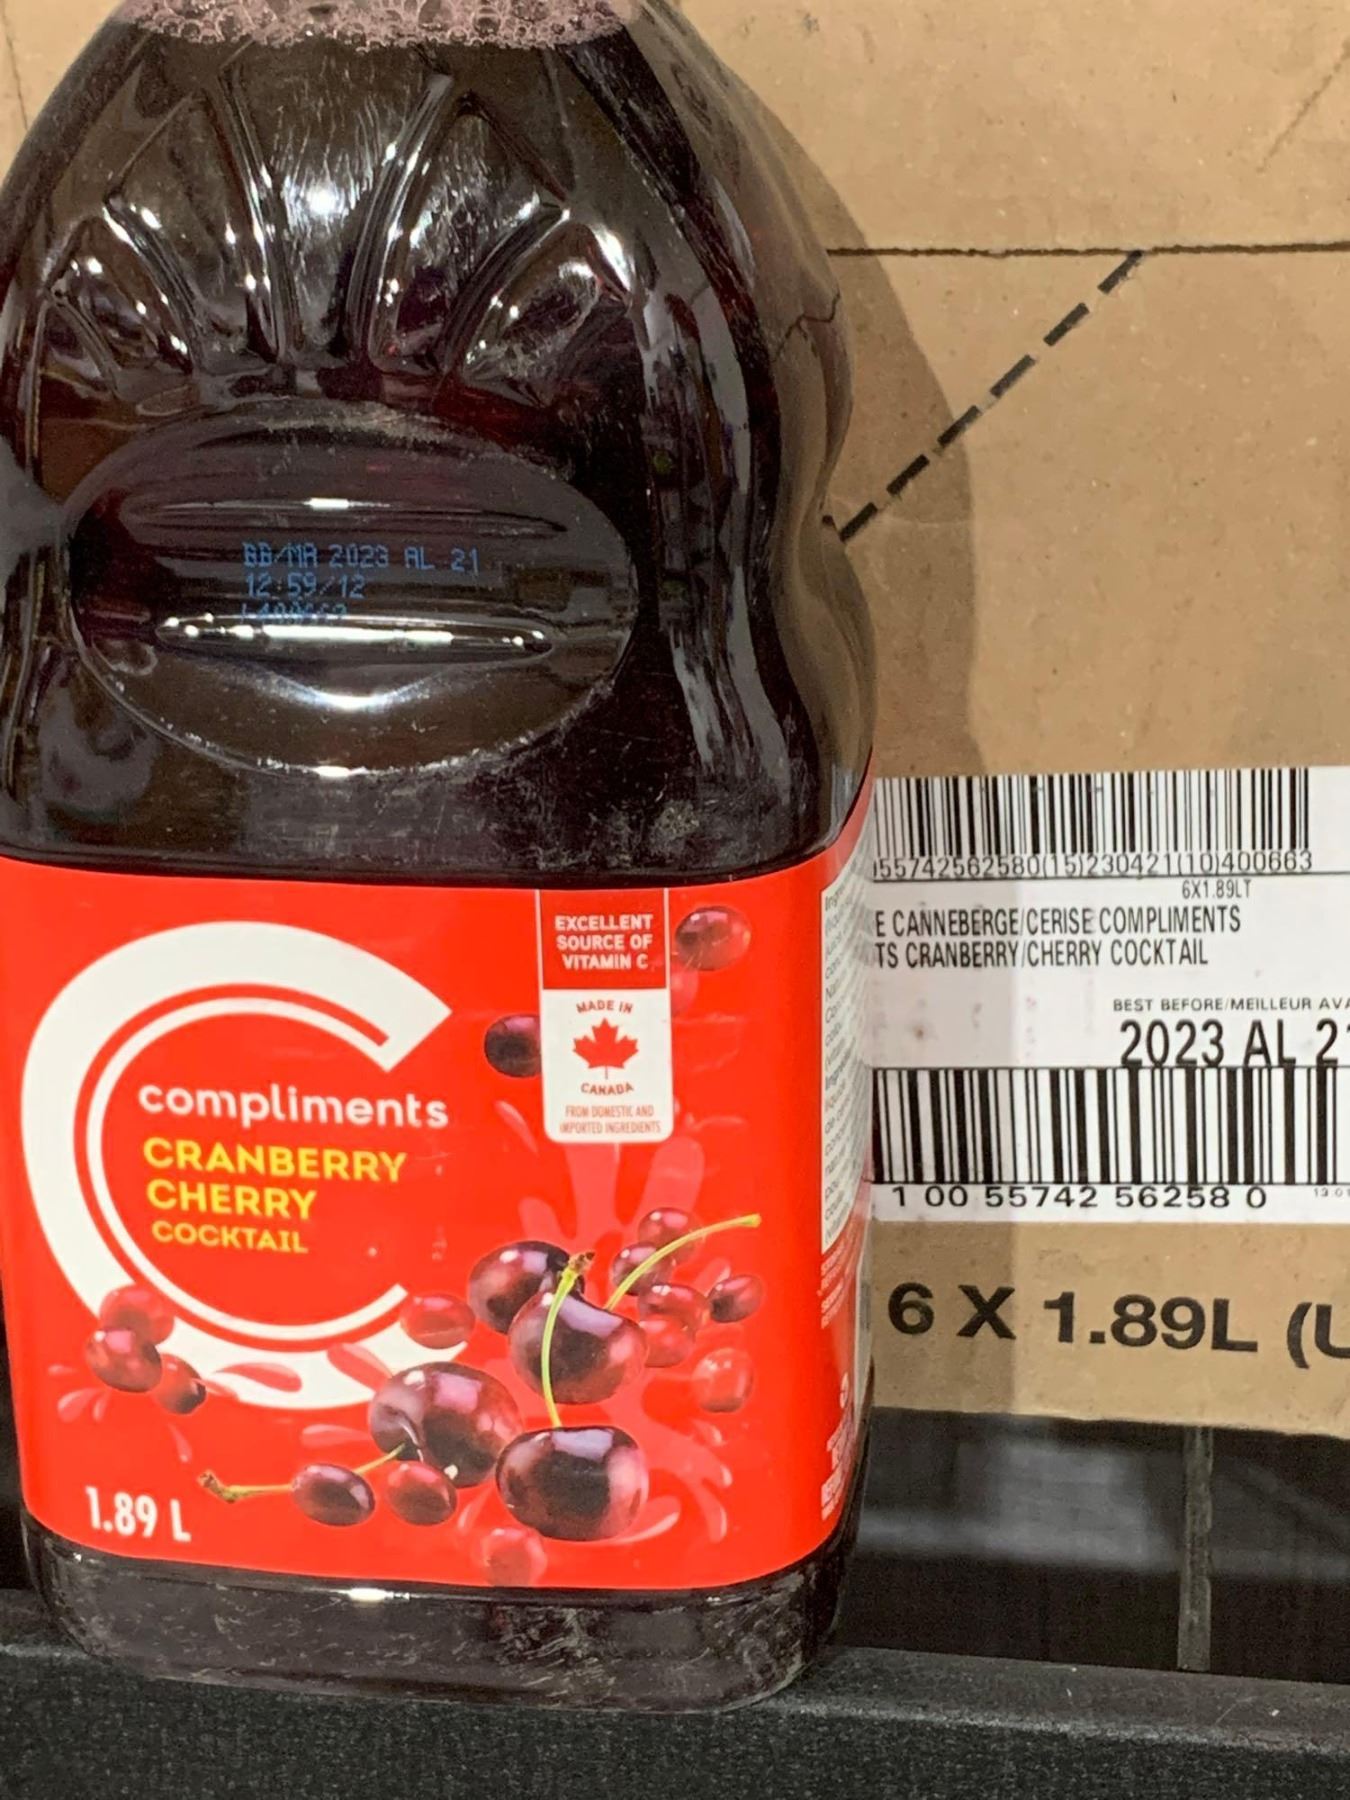 BB/MA 2023 AL 21
12:59/12
EXCELLENT
SOURCE OF
VITAMIN C
MADE IN
CANADA
FROM DOMESTIC AND
IMPORTED INGREDIENTS
compliments
CRANBERRY
CHERRY
COCKTAIL
1.89 L
55742562580(15)230421(10)400663
6X1.89LT
E CANNEBERGE/CERISE COMPLIMENTS
TS CRANBERRY/CHERRY COCKTAIL
BEST BEFORE/MEILLEUR AVA
2023 AL 21
1 00 55742 56258 0
6 X 1.89L (U